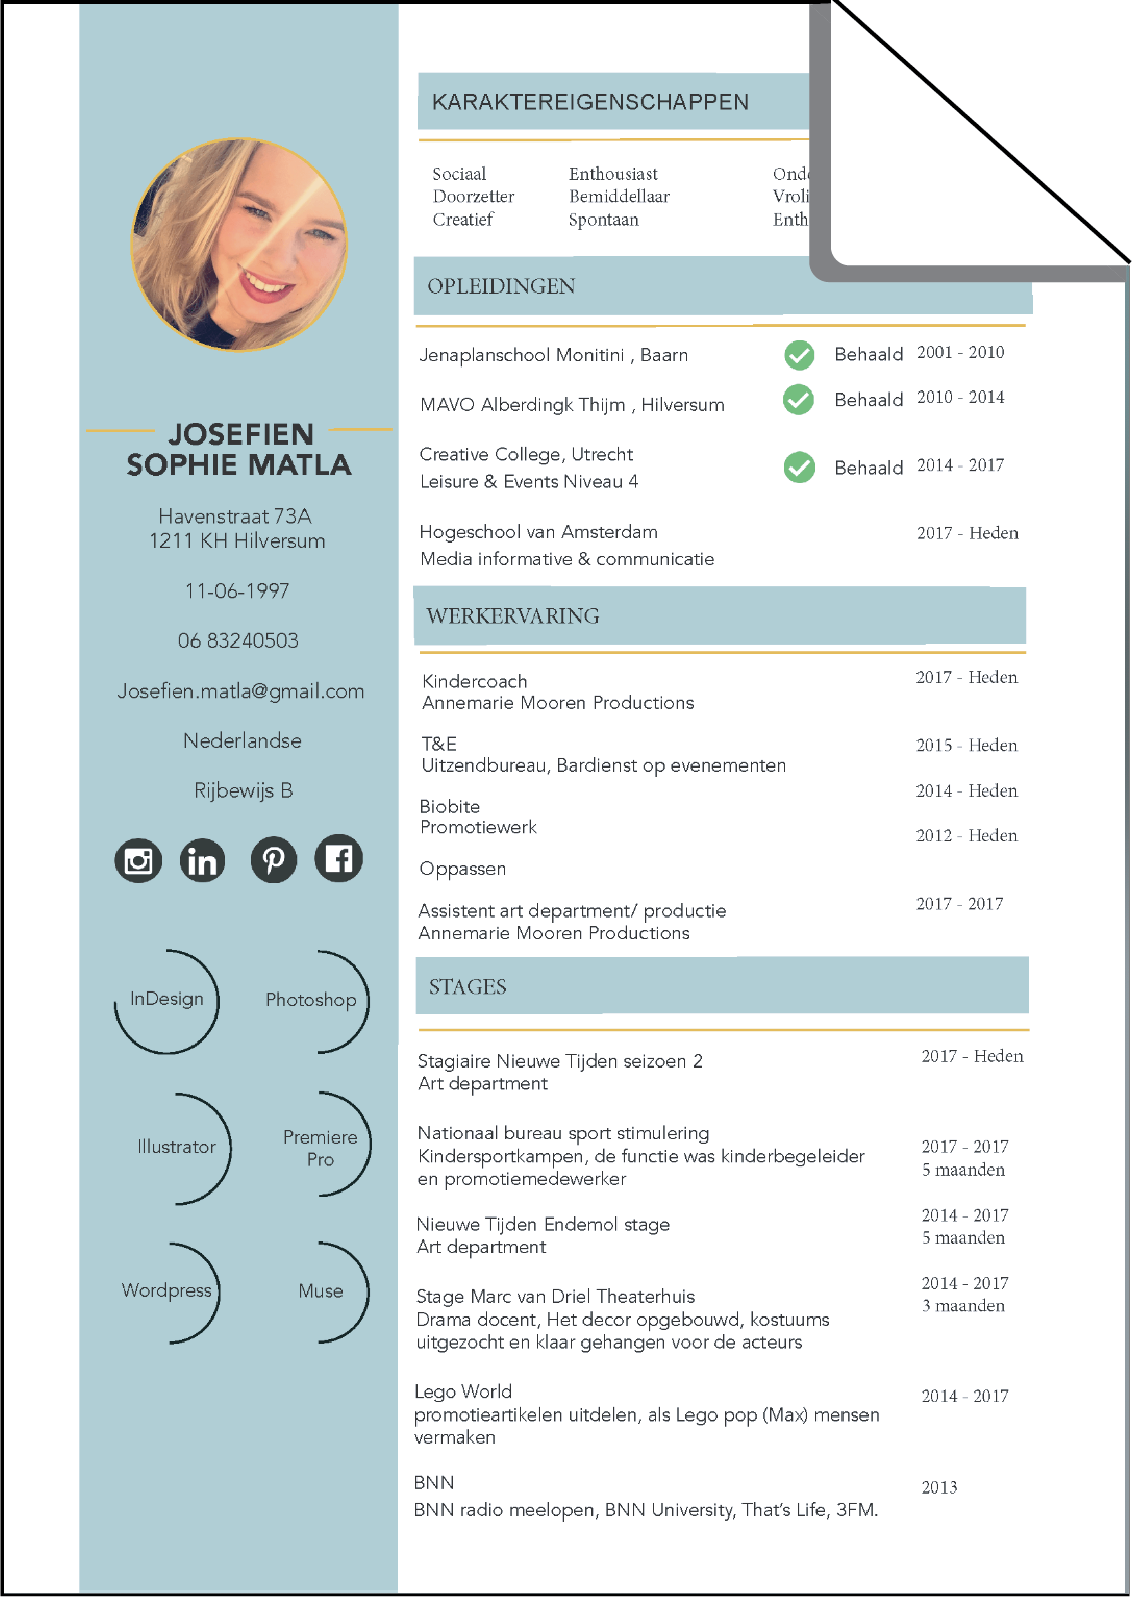 JOSEFIEN
SOPHIE MATLA
Havenstraat 73A
1211 KH Hilversum
11-06-1997
06 83240503
Josefien.matla@gmail.com
Nederlandse
Rijbewijs B
in
InDesign
Photoshop
Illustrator
Premiere
Pro
Wordpress
Muse
KARAKTEREIGENSCHAPPEN
Sociaal Enthousiast
Doorzetter Bemiddellaar
Creatief Spontaan
OPLEIDINGEN
Jenaplanschool Monitini , Baarn Behaald 2001 - 2010
MAVO Alberdingk Thijm , Hilversum Behaald 2010 - 2014
Creative College, Utrecht
Leisure & Events Niveau 4 Behaald 2014 - 2017
Hogeschool van Amsterdam 2017 - Heden
Media informative & communicatie
WERKERVARING
Kindercoach 2017 - Heden
Annemarie Mooren Productions
T&E 2015 - Heden
Uitzendbureau, Bardienst op evenementen
2014 - Heden
Biobite
Promotiewerk
2012 - Heden
Oppassen
Assistent art department/ productie 2017 - 2017
Annemarie Mooren Productions
STAGES
Stagiaire Nieuwe Tijden seizoen 2 2017 - Heden
Art department
Nationaal bureau sport stimulering
Kindersportkampen, de functie was kinderbegeleider 2017 - 2017
en promotiemedewerker 5 maanden
Nieuwe Tijden Endemol stage 2014 - 2017
Art department 5 maanden
Stage Marc van Driel Theaterhuis 2014 - 2017
Drama docent, Het decor opgebouwd, kostuums 3 maanden
uitgezocht en klaar gehangen voor de acteurs
Lego World 2014 - 2017
promotieartikelen uitdelen, als Lego pop (Max) mensen
vermaken
BNN 2013
BNN radio meelopen, BNN University, That's Life, 3FM.